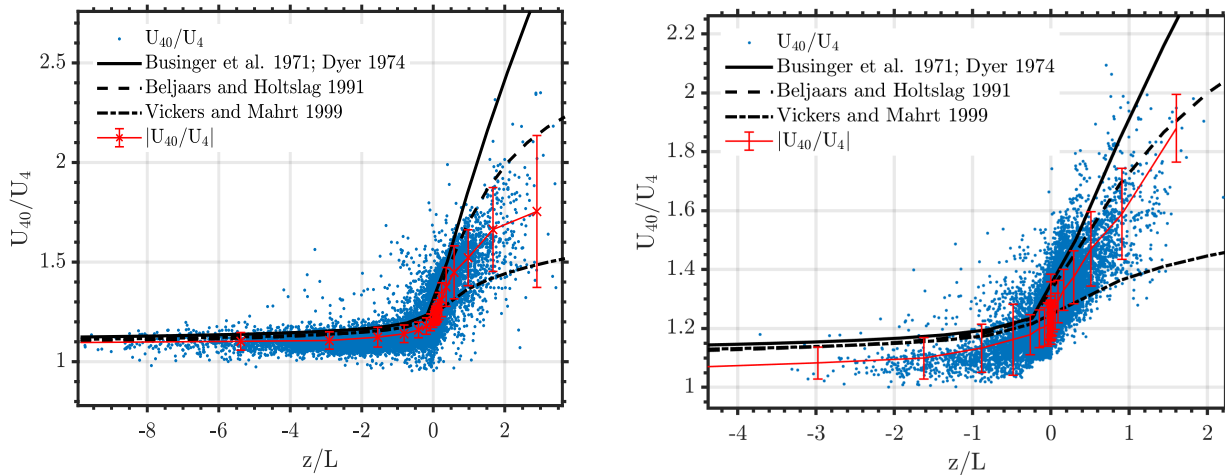 2.5
2
1.5
1
U40/U4
U40/U4
Businger et al. 1971; Dyer 1974
Beljaars and Holtslag 1991
Vickers and Mahrt 1999
|U40/U4|
-8 -6 -4 -2 0 2
z/L
2.2
2
1.8
1.6
1.4
1.2
1
U40/U4
U40/U4
Businger et al. 1971; Dyer 1974
Beljaars and Holtslag 1991
Vickers and Mahrt 1999
|U40/U4|
-4 -3 -2 -1 0 1 2
z/L